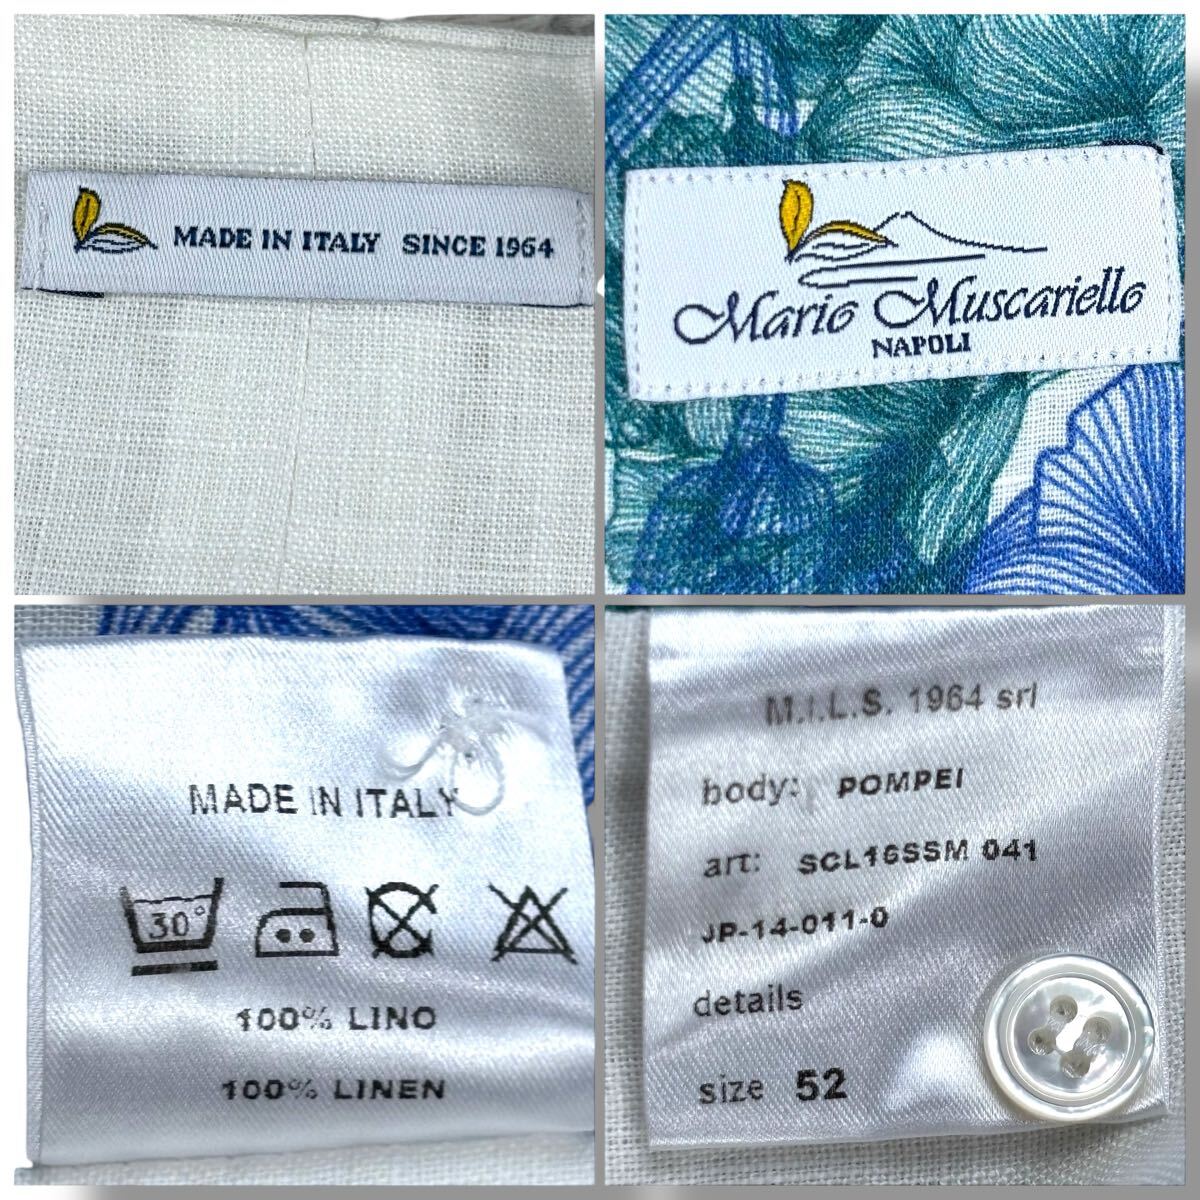 MADE IN ITALY SINCE 1964
Mario Muscariello
NAPOLI
MADE IN ITALY
30°
100% LINO
100% LINEN
M.I.L.S. 1964 srl
body: POMPEI
art: SCL16SSM 041
JP-14-011-0
details
size 52